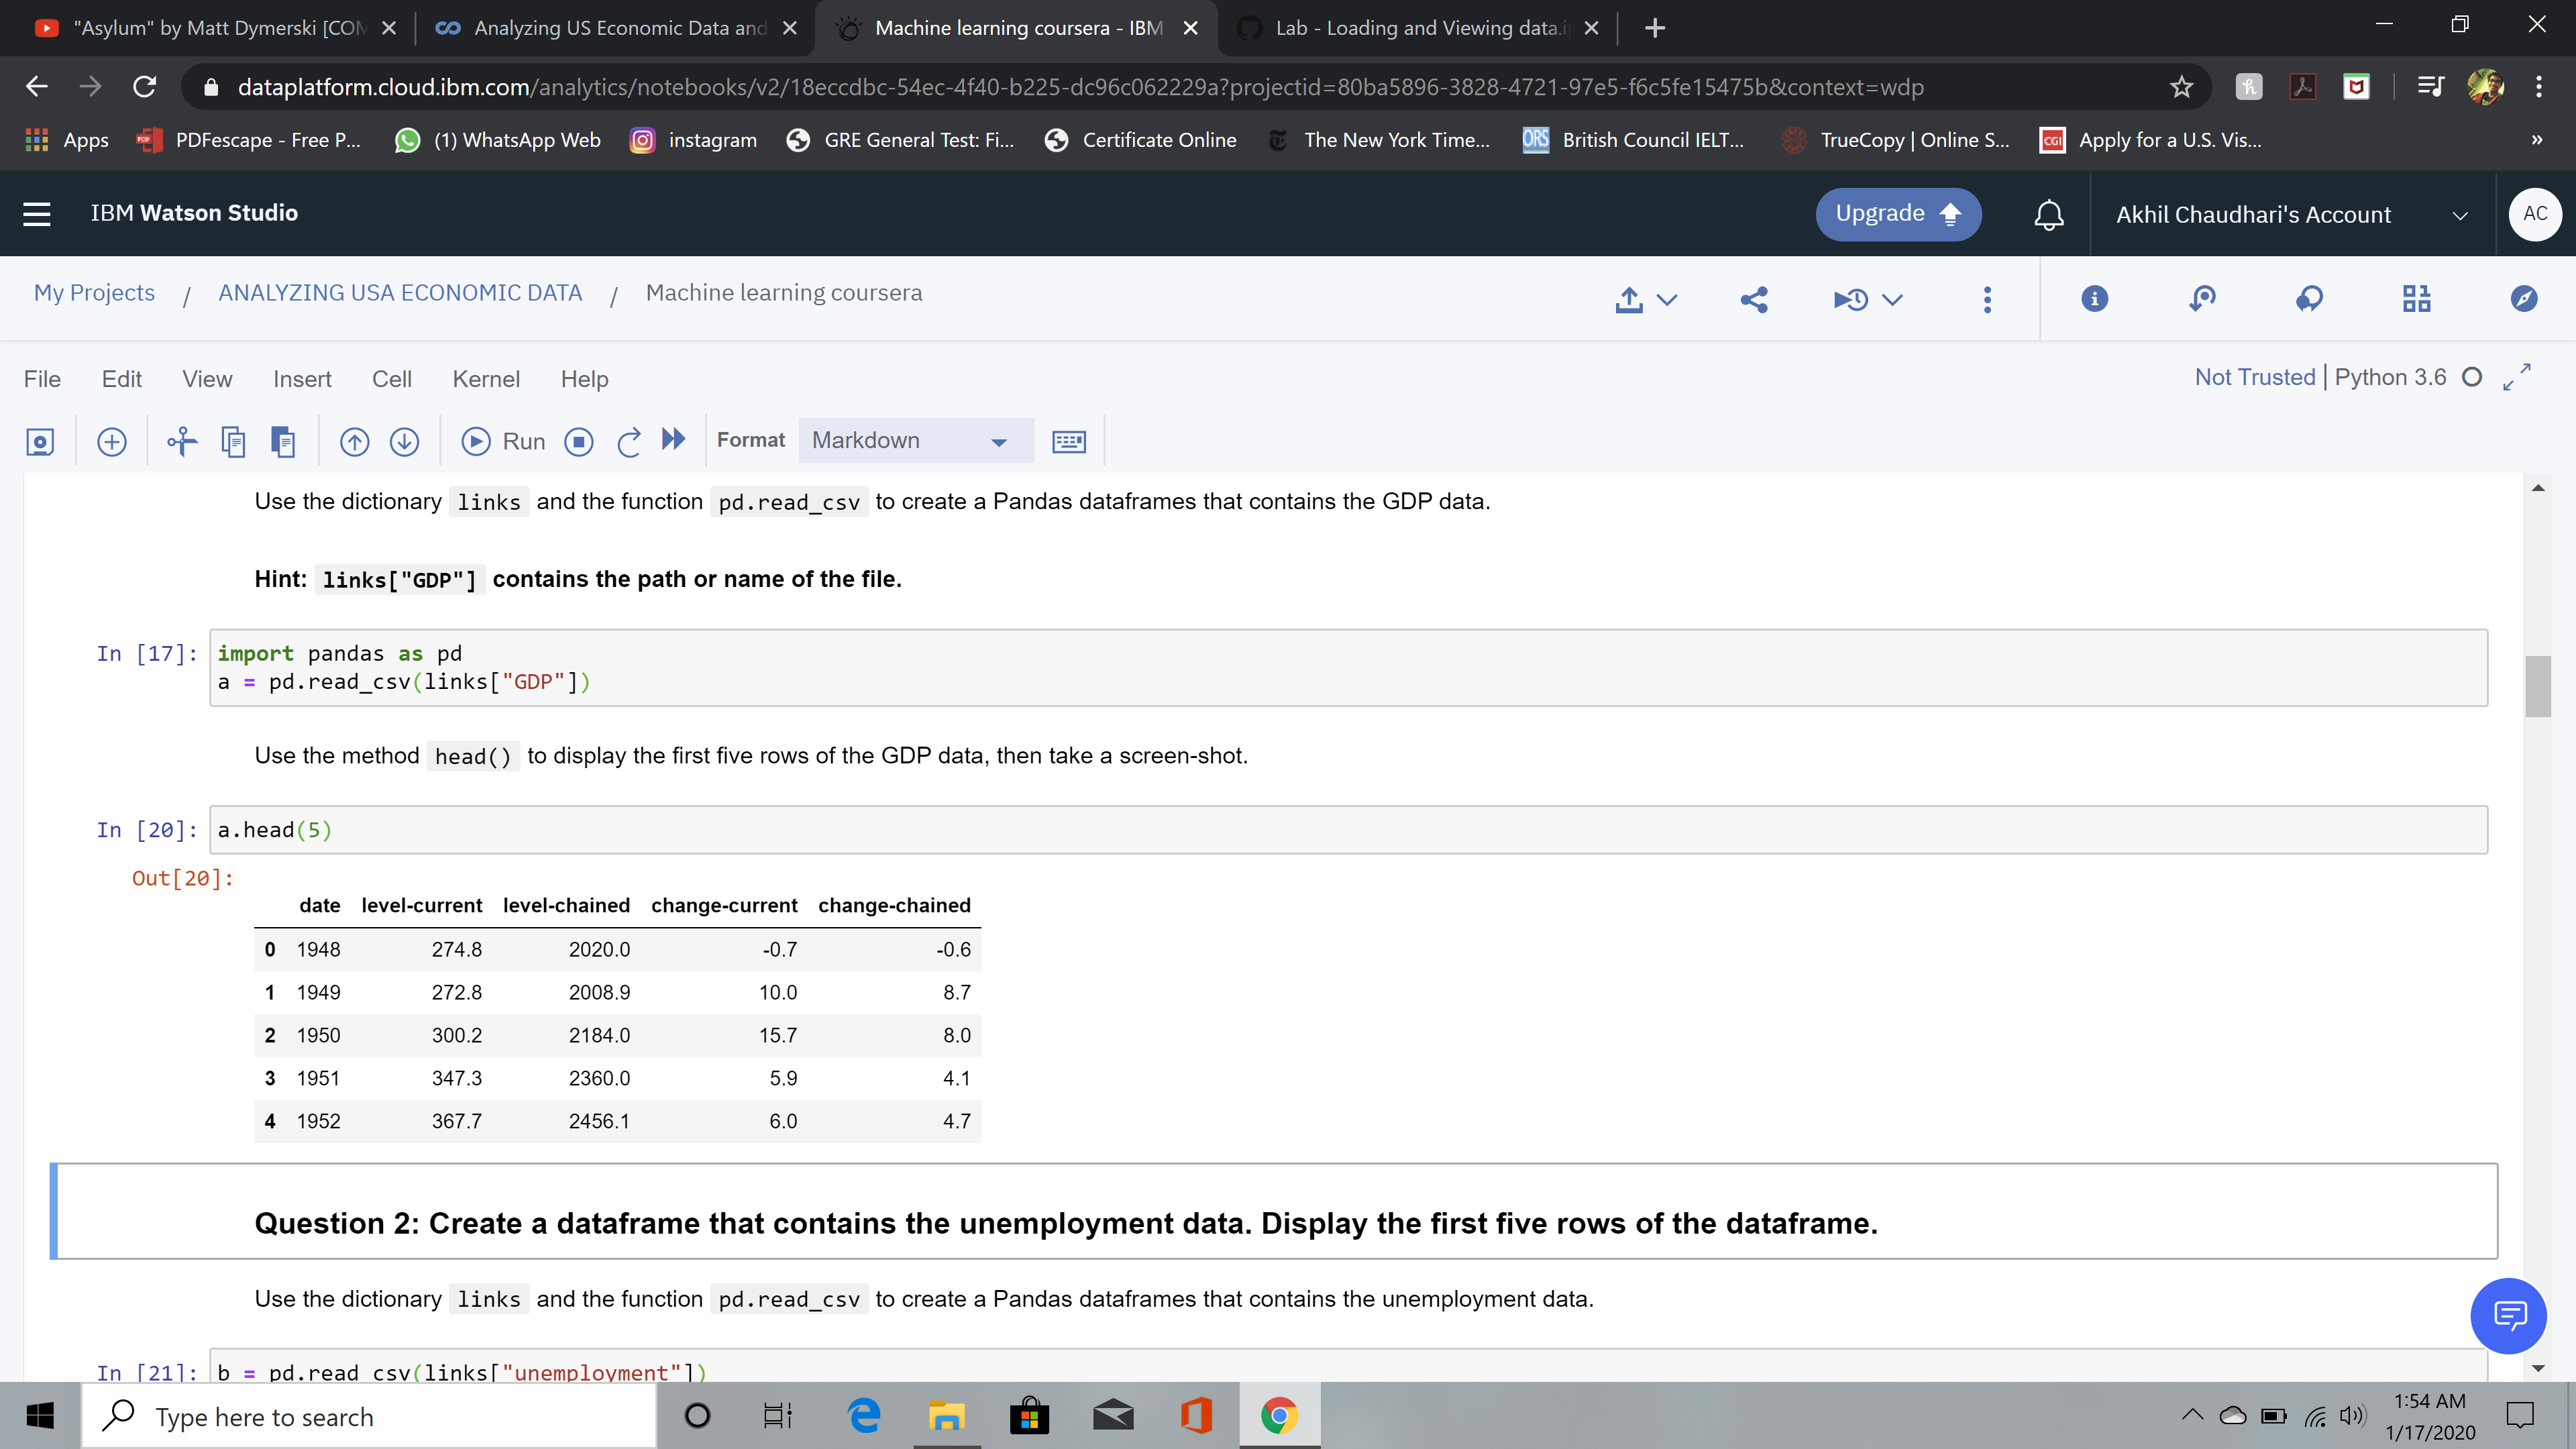 "Asylum" by Matt Dymerski [COM
Analyzing US Economic Data and
Machine learning coursera - IBM
Lab - Loading and Viewing data.i
dataplatform.cloud.ibm.com/analytics/notebooks/v2/18eccdbc-54ec-4f40-b225-dc96c062229a?projectid=80ba5896-3828-4721-97e5-f6c5fe15475b&context=wdp
Apps PDFescape - Free P... (1) WhatsApp Web instagram GRE General Test: Fi... Certificate Online The New York Time... British Council IELT... TrueCopy | Online S... Apply for a U.S. Vis... »
IBM Watson Studio Upgrade Akhil Chaudhari's Account AC
My Projects / ANALYZING USA ECONOMIC DATA / Machine learning coursera
File Edit View Insert Cell Kernel Help Not Trusted | Python 3.6
Run Format Markdown
Use the dictionary links and the function pd.read_csv to create a Pandas dataframes that contains the GDP data.
Hint: links["GDP"] contains the path or name of the file.
In [17]: import pandas as pd
a = pd.read_csv(links["GDP"])
Use the method head() to display the first five rows of the GDP data, then take a screen-shot.
In [20]: a.head(5)
Out[20]:
date level-current level-chained change-current change-chained
0 1948 274.8 2020.0 -0.7 -0.6
1 1949 272.8 2008.9 10.0 8.7
2 1950 300.2 2184.0 15.7 8.0
3 1951 347.3 2360.0 5.9 4.1
4 1952 367.7 2456.1 6.0 4.7
Question 2: Create a dataframe that contains the unemployment data. Display the first five rows of the dataframe.
Use the dictionary links and the function pd.read_csv to create a Pandas dataframes that contains the unemployment data.
In [21]: b = pd.read_csv(links["unemployment"])
Type here to search
1:54 AM
1/17/2020